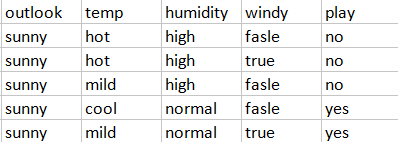 outlook temp humidity windy play
sunny hot high fasle no
sunny hot high true no
sunny mild high fasle no
sunny cool normal fasle yes
sunny mild normal true yes